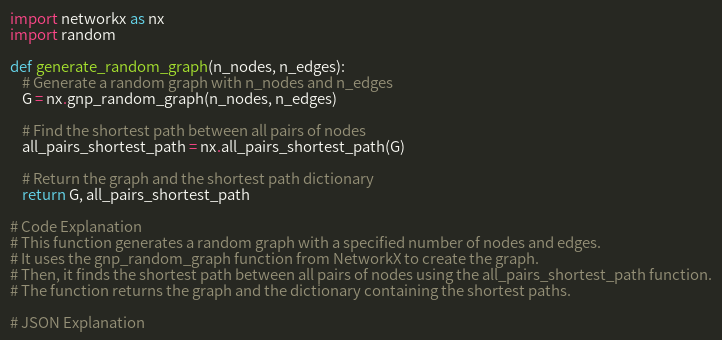 import networkx as nx
import random

def generate_random_graph(n_nodes, n_edges):
    # Generate a random graph with n_nodes and n_edges
    G = nx.gnp_random_graph(n_nodes, n_edges)

    # Find the shortest path between all pairs of nodes
    all_pairs_shortest_path = nx.all_pairs_shortest_path(G)

    # Return the graph and the shortest path dictionary
    return G, all_pairs_shortest_path

# Code Explanation
# This function generates a random graph with a specified number of nodes and edges.
# It uses the gnp_random_graph function from NetworkX to create the graph.
# Then, it finds the shortest path between all pairs of nodes using the all_pairs_shortest_path function.
# The function returns the graph and the dictionary containing the shortest paths.

# JSON Explanation